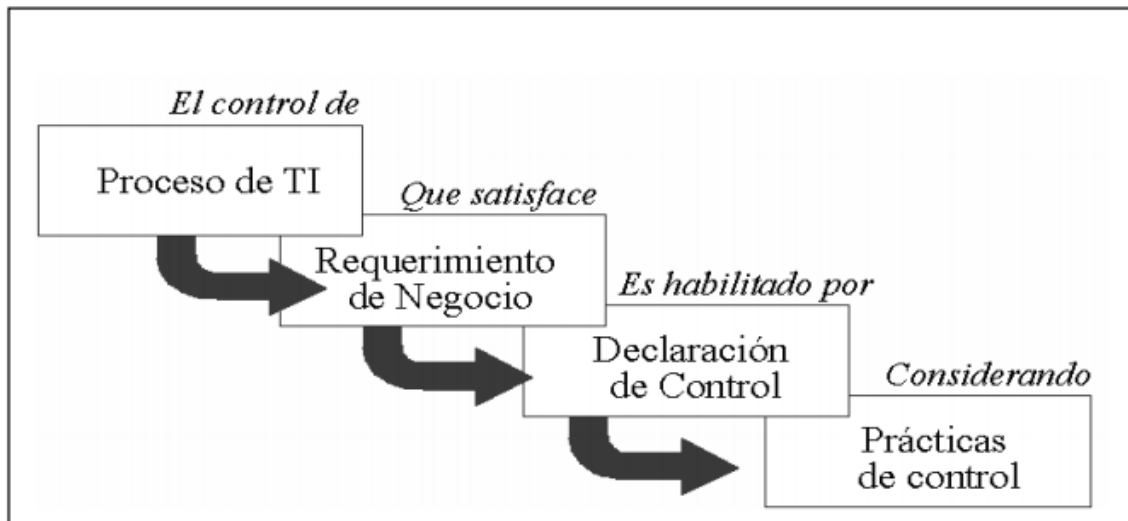 El control de
Proceso de TI
Que satisface
Requerimiento
de Negocio
Es habilitado por
Declaración
de Control
Considerando
Prácticas
de control